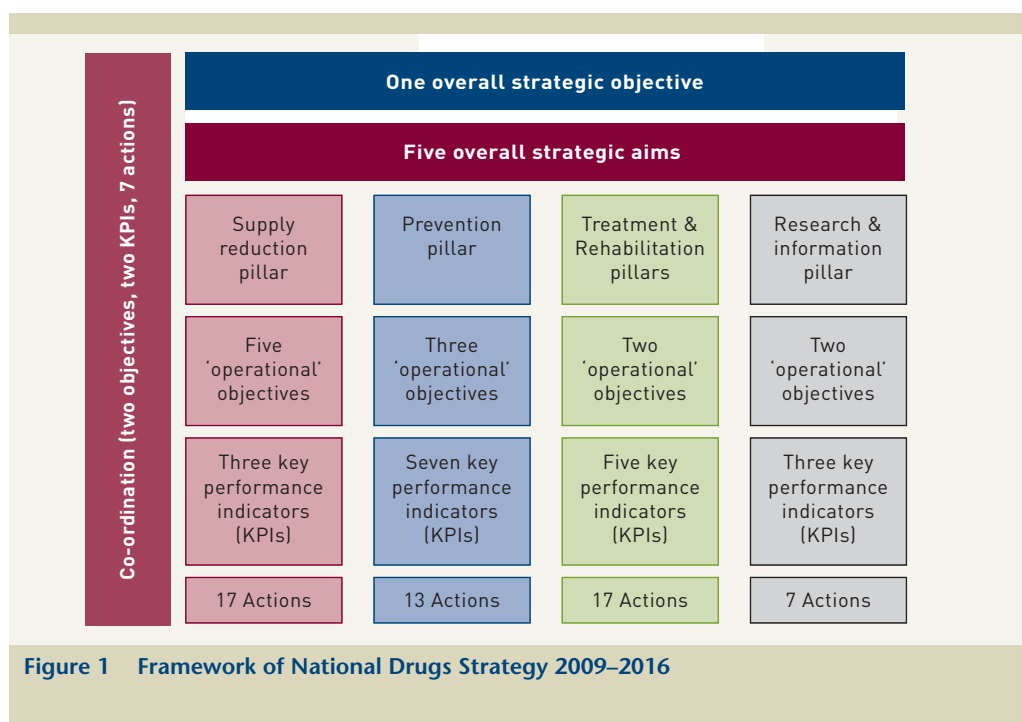 Co-ordination (two objectives, two KPIs, 7 actions)
One overall strategic objective
Five overall strategic aims
Supply
reduction
pillar
Prevention
pillar
Treatment &
Rehabilitation
pillars
Research &
information
pillar
Five
‘operational’
objectives
Three
‘operational’
objectives
Two
‘operational’
objectives
Two
‘operational’
objectives
Three key
performance
indicators
(KPIs)
Seven key
performance
indicators
(KPIs)
Five key
performance
indicators
(KPIs)
Three key
performance
indicators
(KPIs)
17 Actions
13 Actions
17 Actions
7 Actions
Figure 1 Framework of National Drugs Strategy 2009–2016